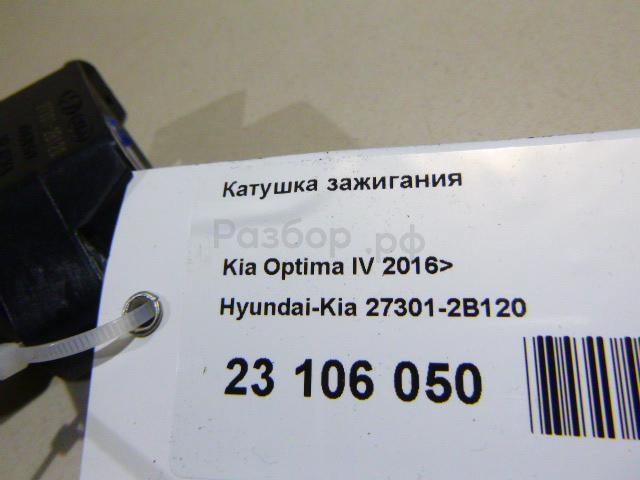 Катушка зажигания
Разбор.рф
Kia Optima IV 2016>
Hyundai-Kia 27301-2B120
23 106 050